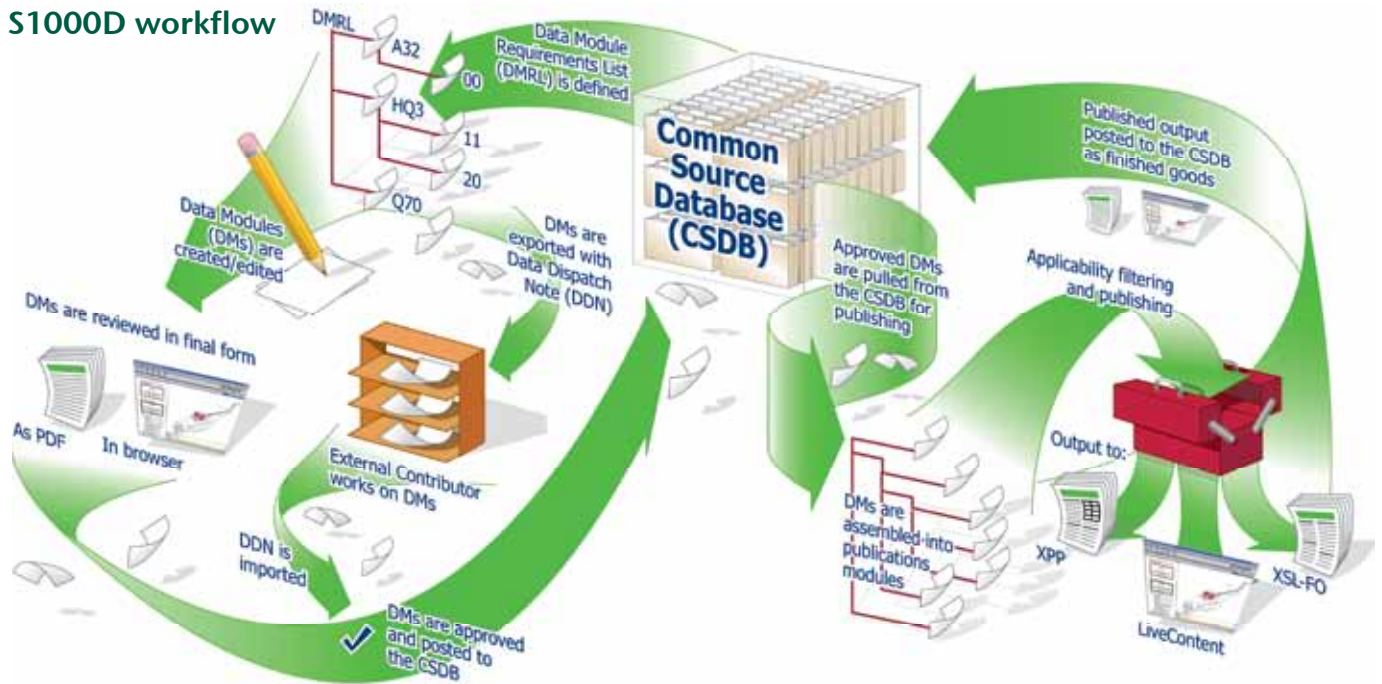 S1000D workflow
DMRL
A32
00
HQ3
11
20
Q70
Data Module
Requirements List
(DMRL) is defined
Common
Source
Database
(CSDB)
Data Modules
(DMs) are
created/edited
DMs are
exported with
Data Dispatch
Note (DDN)
DMs are reviewed in final form
As PDF
In browser
External Contributor
works on DMs
DDN is
imported
DMs are approved
and posted to
the CSDB
Approved DMs
are pulled from
the CSDB for
publishing
DMs are
assembled into
publications
modules
Applicability filtering
and publishing
Output to:
XPP
LiveContent
XSL-FO
Published output
posted to the CSDB
as finished goods